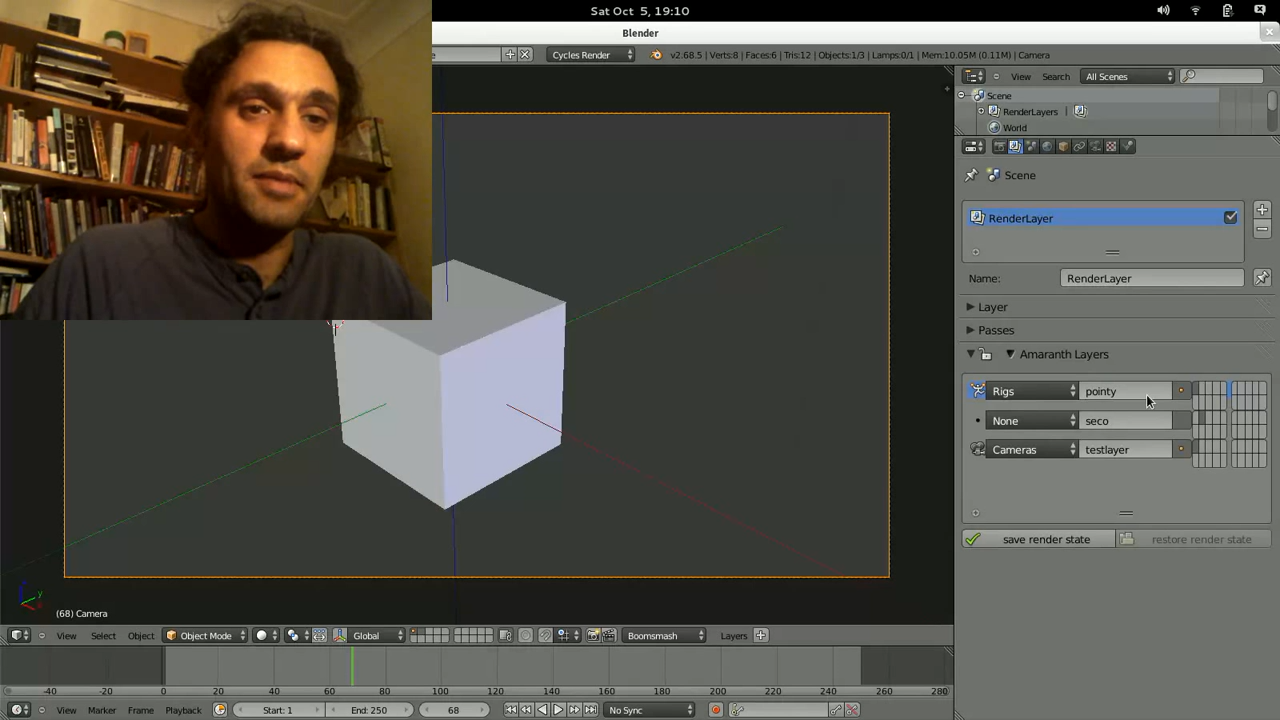 Sat Oct 5, 19:10
Blender
Cycles Render
v2.68.5 | Verts:8 | Faces:6 | Tris:12 | Objects:1/3 | Lamps:0/1 | Mem:10.05M (0.11M) | Camera
View Search All Scenes
Scene
RenderLayers
World
Scene
RenderLayer
Name: RenderLayer
Layer
Passes
Amaranth Layers
Rigs pointy
None seco
Cameras testlayer
save render state restore render state
(68) Camera
View Select Object Object Mode Global Boomsmash Layers
-40 -20 0 20 40 60 80 100 120 140 160 180 200 220 240 260 280
View Marker Frame Playback Start: 1 End: 250 68 No Sync